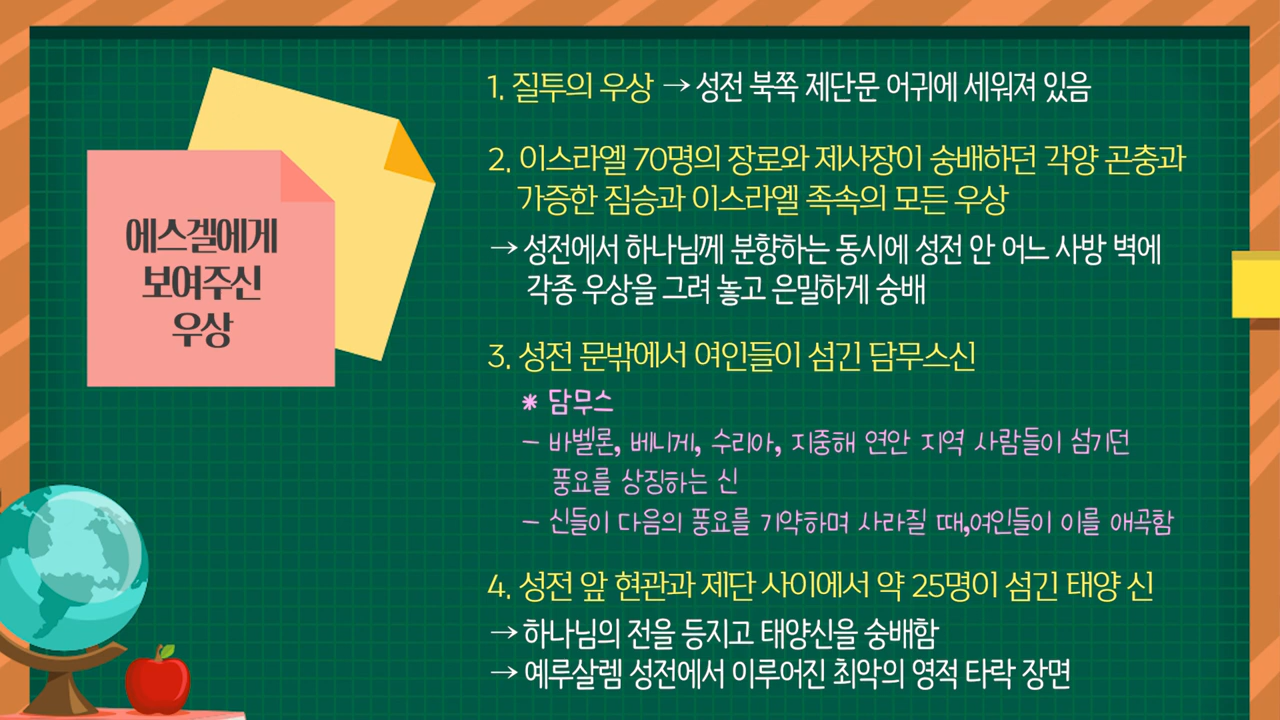 에스겔에게
보여주신
우상
1. 질투의 우상 → 성전 북쪽 제단문 어귀에 세워져 있음
2. 이스라엘 70명의 장로와 제사장이 숭배하던 각양 곤충과
가증한 짐승과 이스라엘 족속의 모든 우상
→ 성전에서 하나님께 분향하는 동시에 성전 안 어느 사방 벽에
각종 우상을 그려 놓고 은밀하게 숭배
3. 성전 문밖에서 여인들이 섬긴 담무스신
* 담무스
- 바벨론, 베니게, 수리아, 지중해 연안 지역 사람들이 섬기던
풍요를 상징하는 신
- 신들이 다음의 풍요를 기약하며 사라질 때,여인들이 이를 애곡함
4. 성전 앞 현관과 제단 사이에서 약 25명이 섬긴 태양 신
→ 하나님의 전을 등지고 태양신을 숭배함
→ 예루살렘 성전에서 이루어진 최악의 영적 타락 장면